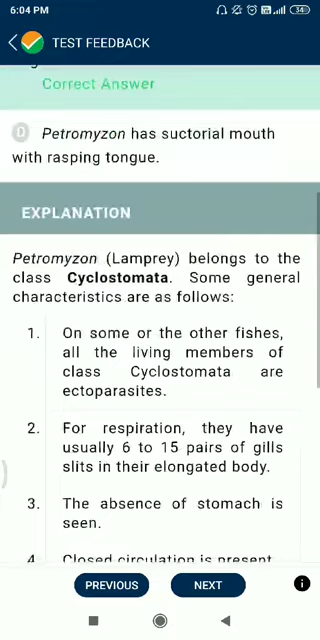 6:04 PM
34
TEST FEEDBACK
Correct Answer
D Petromyzon has suctorial mouth
with rasping tongue.
EXPLANATION
Petromyzon (Lamprey) belongs to the
class Cyclostomata. Some general
characteristics are as follows:
1. On some or the other fishes,
all the living members of
class Cyclostomata are
ectoparasites.
2. For respiration, they have
usually 6 to 15 pairs of gills
slits in their elongated body.
3. The absence of stomach is
seen.
4. Closed circulation is present
PREVIOUS NEXT